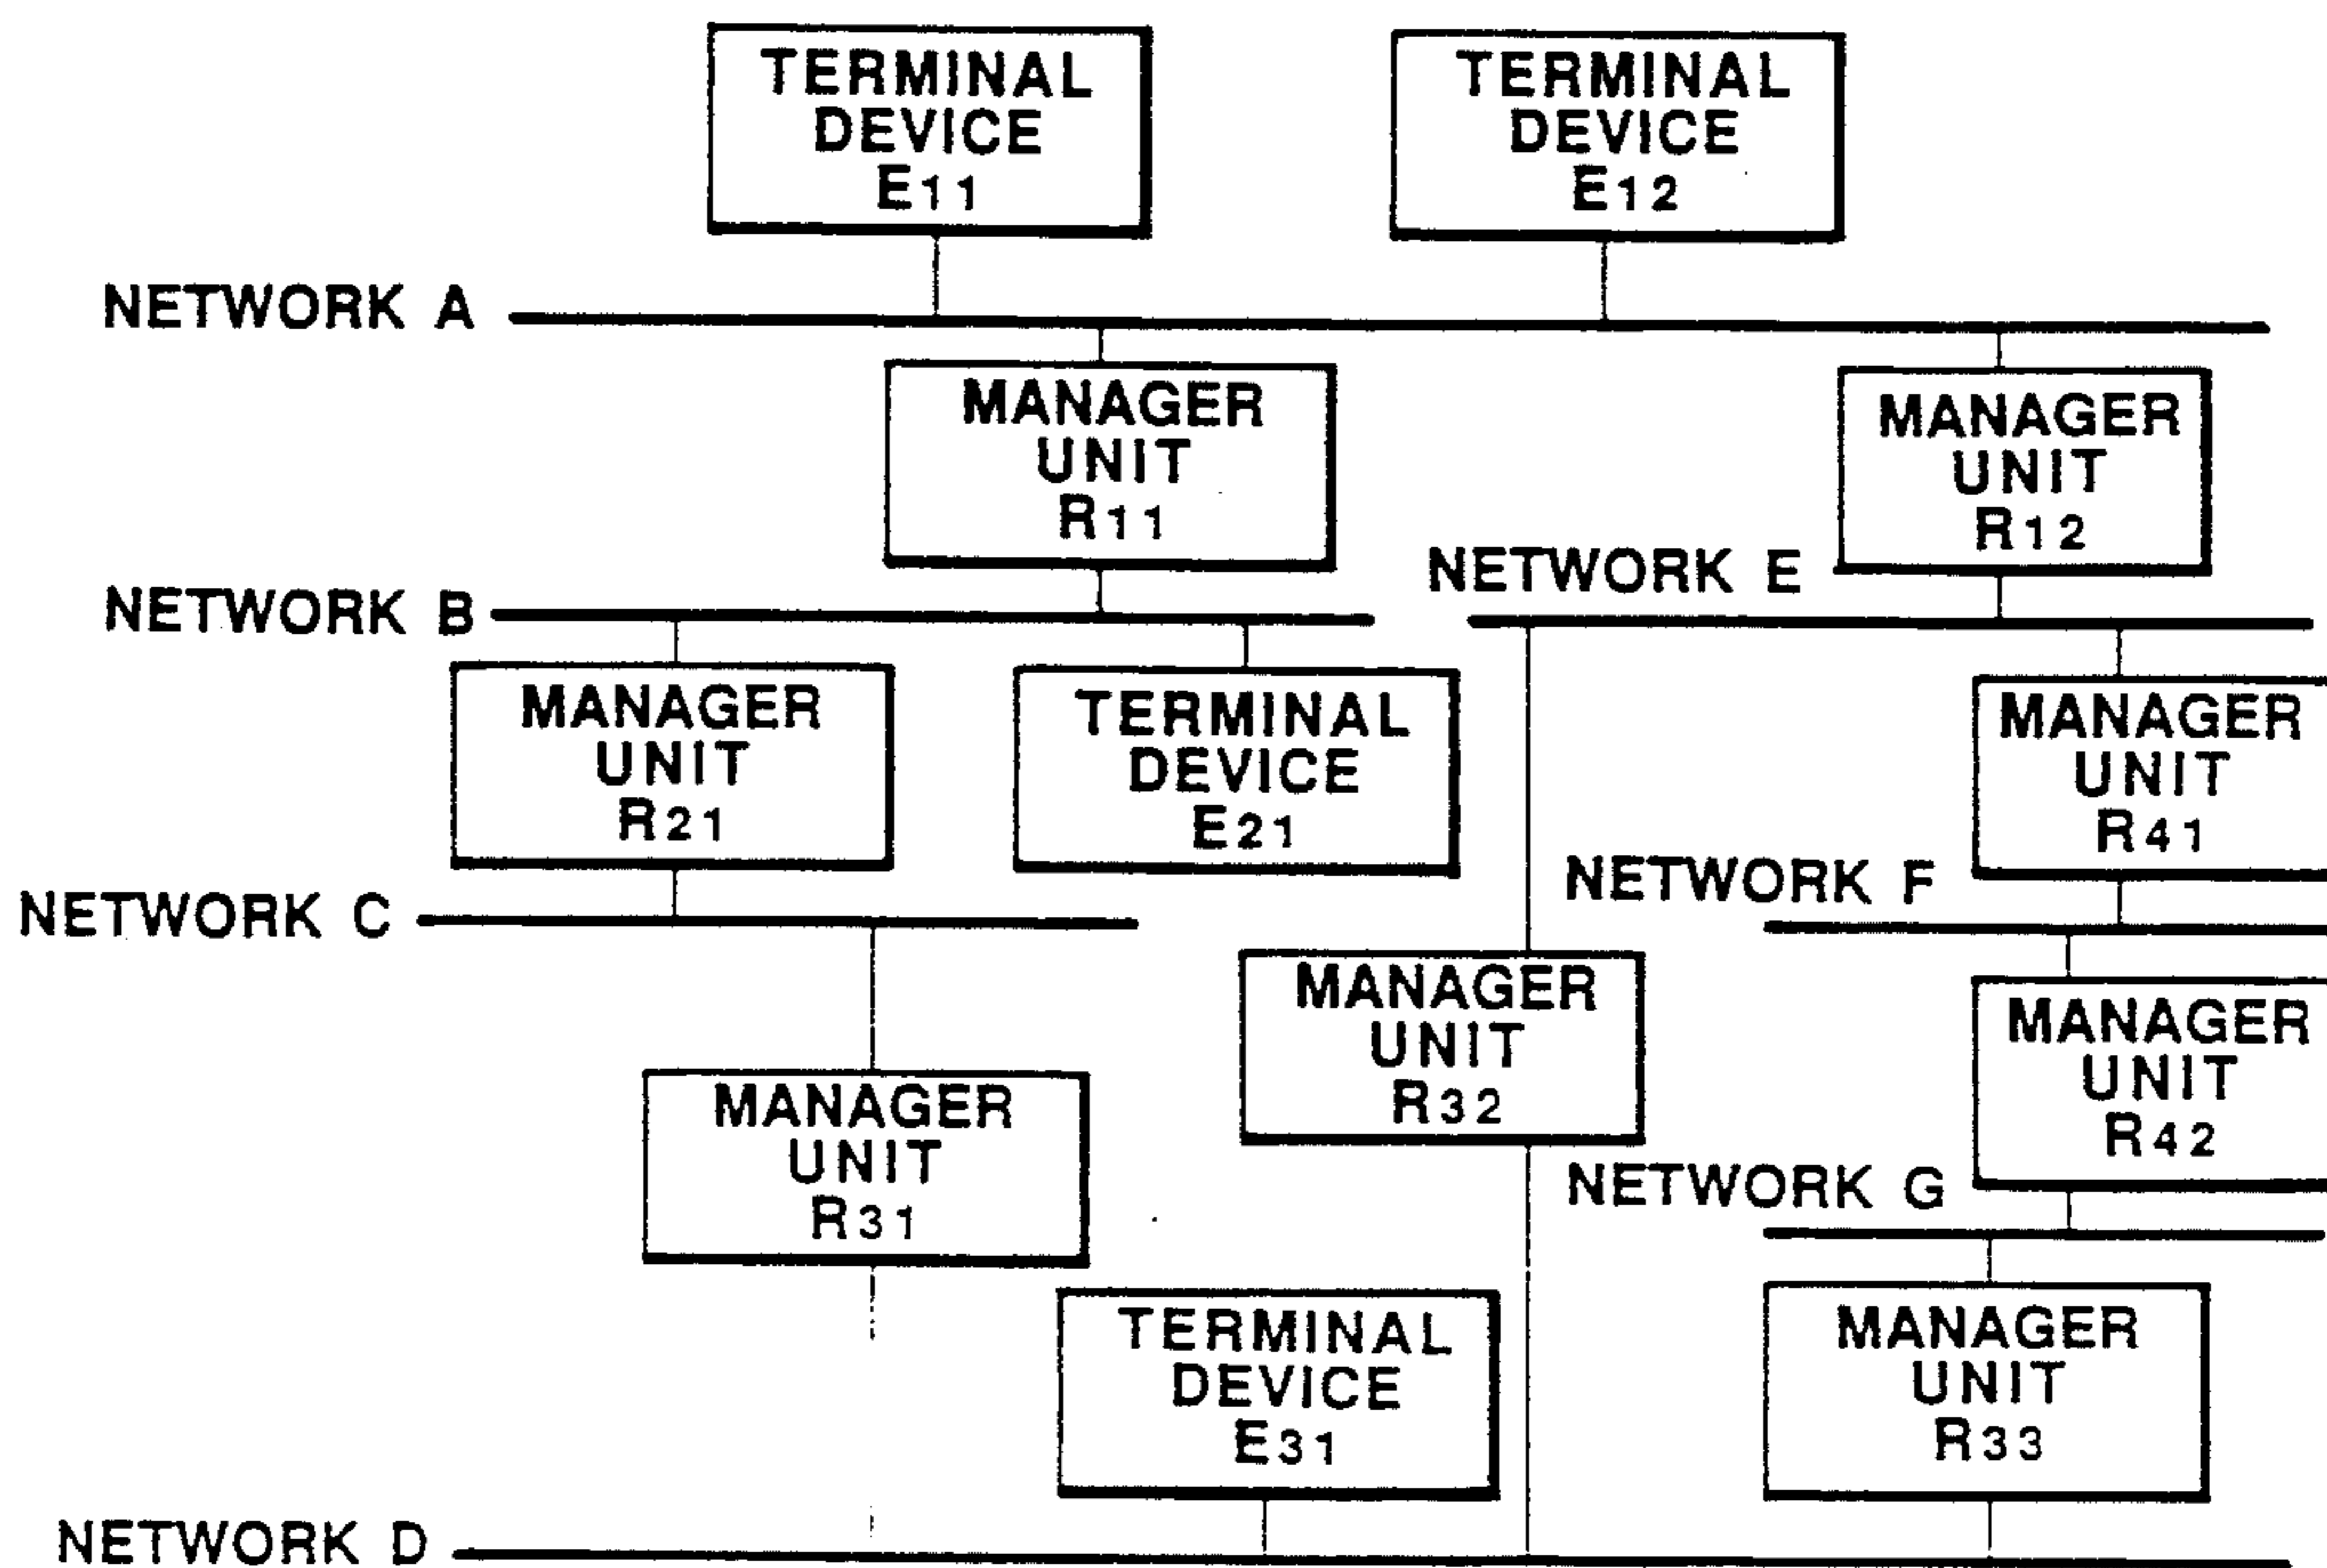 TERMINAL
DEVICE
E11
TERMINAL
DEVICE
E12
NETWORK A
MANAGER
UNIT
R11
MANAGER
UNIT
R12
NETWORK E
NETWORK B
MANAGER
UNIT
R21
TERMINAL
DEVICE
E21
MANAGER
UNIT
R41
NETWORK F
NETWORK C
MANAGER
UNIT
R32
MANAGER
UNIT
R42
MANAGER
UNIT
R31
NETWORK G
TERMINAL
DEVICE
E31
MANAGER
UNIT
R33
NETWORK D